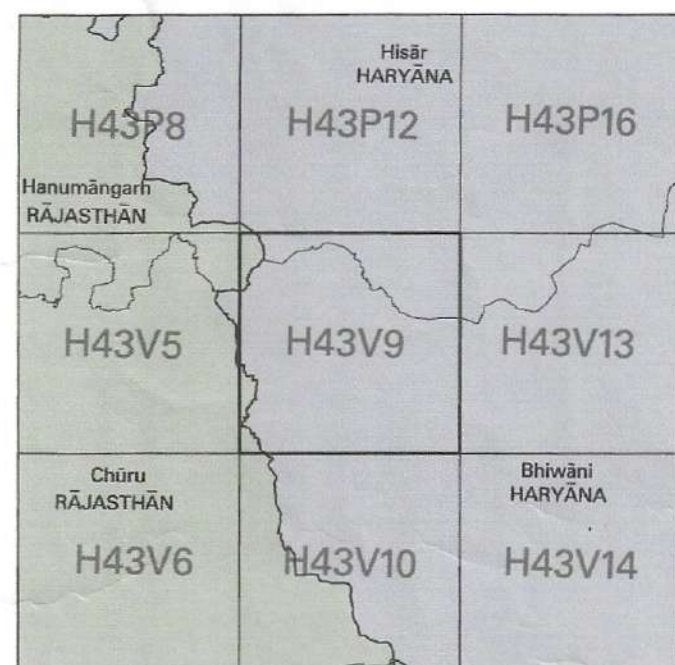 Hisār
HARYĀNA
H43P8
H43P12
H43P16
Hanumāngarh
RĀJASTHĀN
H43V5
H43V9
H43V13
Chūru
RĀJASTHĀN
Bhiwāni
HARYĀNA
H43V6
H43V10
H43V14